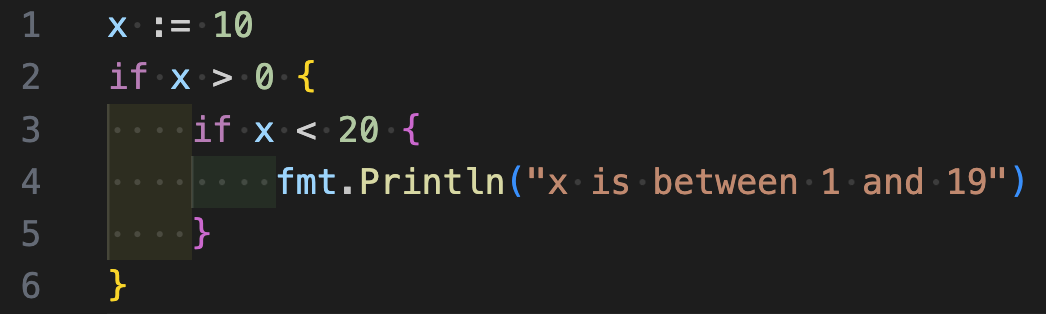 1 x := 10
2 if x > 0 {
3     if x < 20 {
4         fmt.Println("x is between 1 and 19")
5     }
6 }